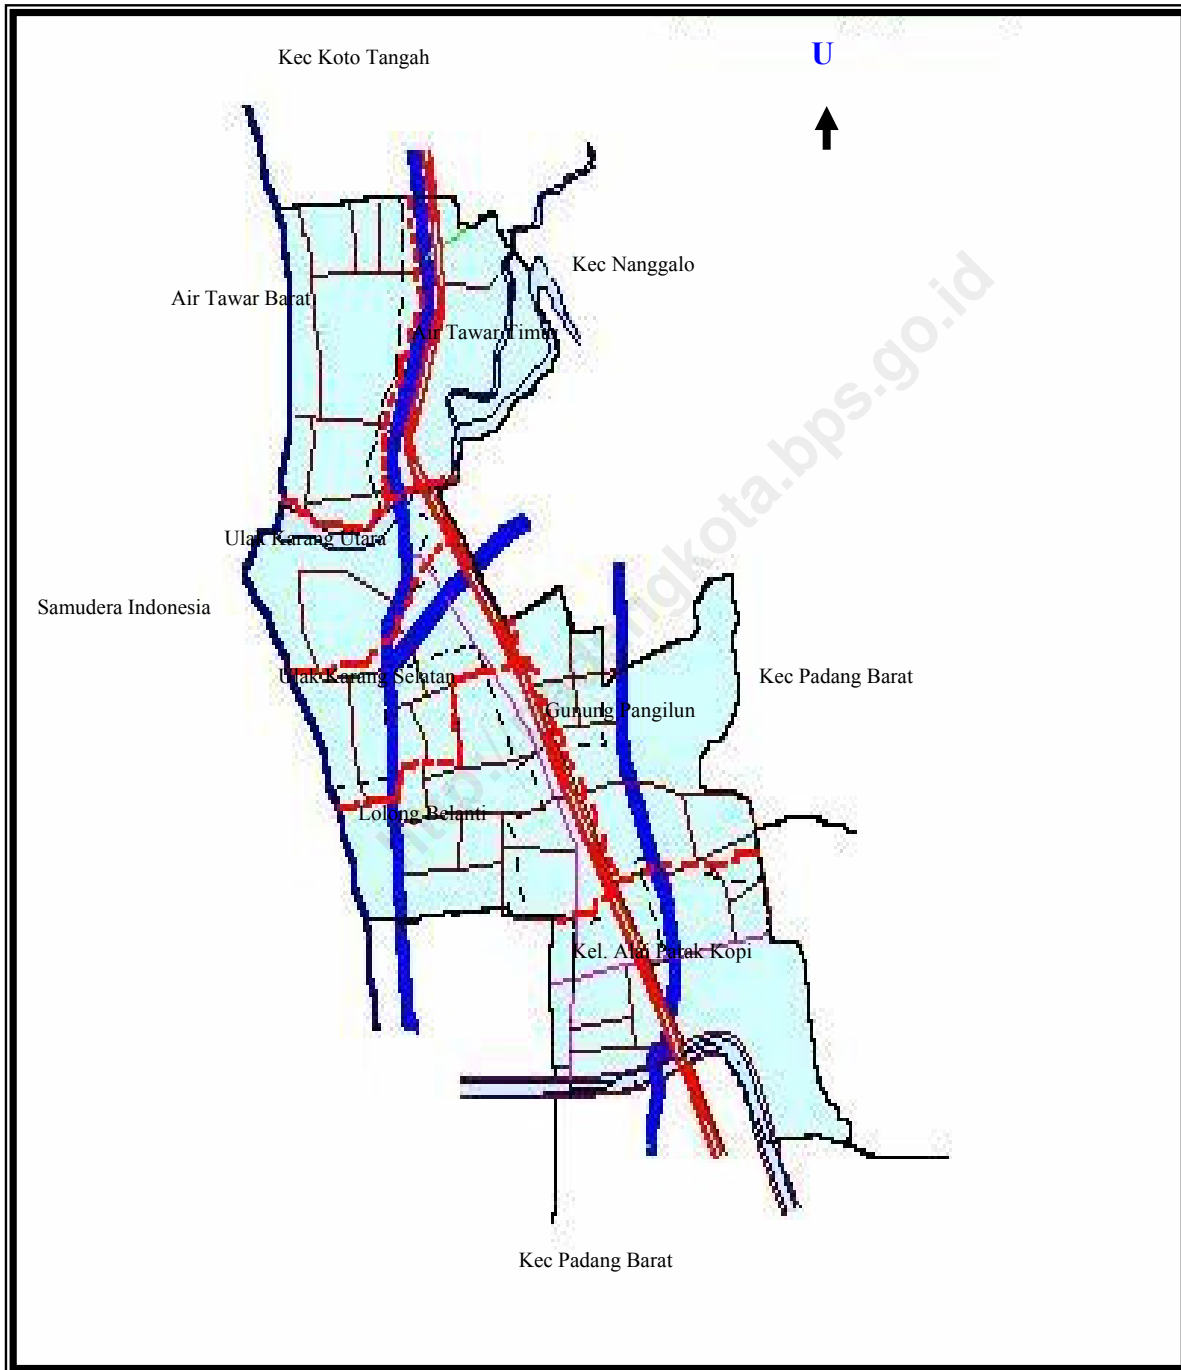 Kec Koto Tangah
U
Kec Nanggalo
Air Tawar Barat
Air Tawar Timur
Ulak Karang Utara
Samudera Indonesia
Ulak Karang Selatan
Kec Padang Barat
Gunung Pangilun
Lolong Belanti
Kel. Alai Parak Kopi
Kec Padang Barat